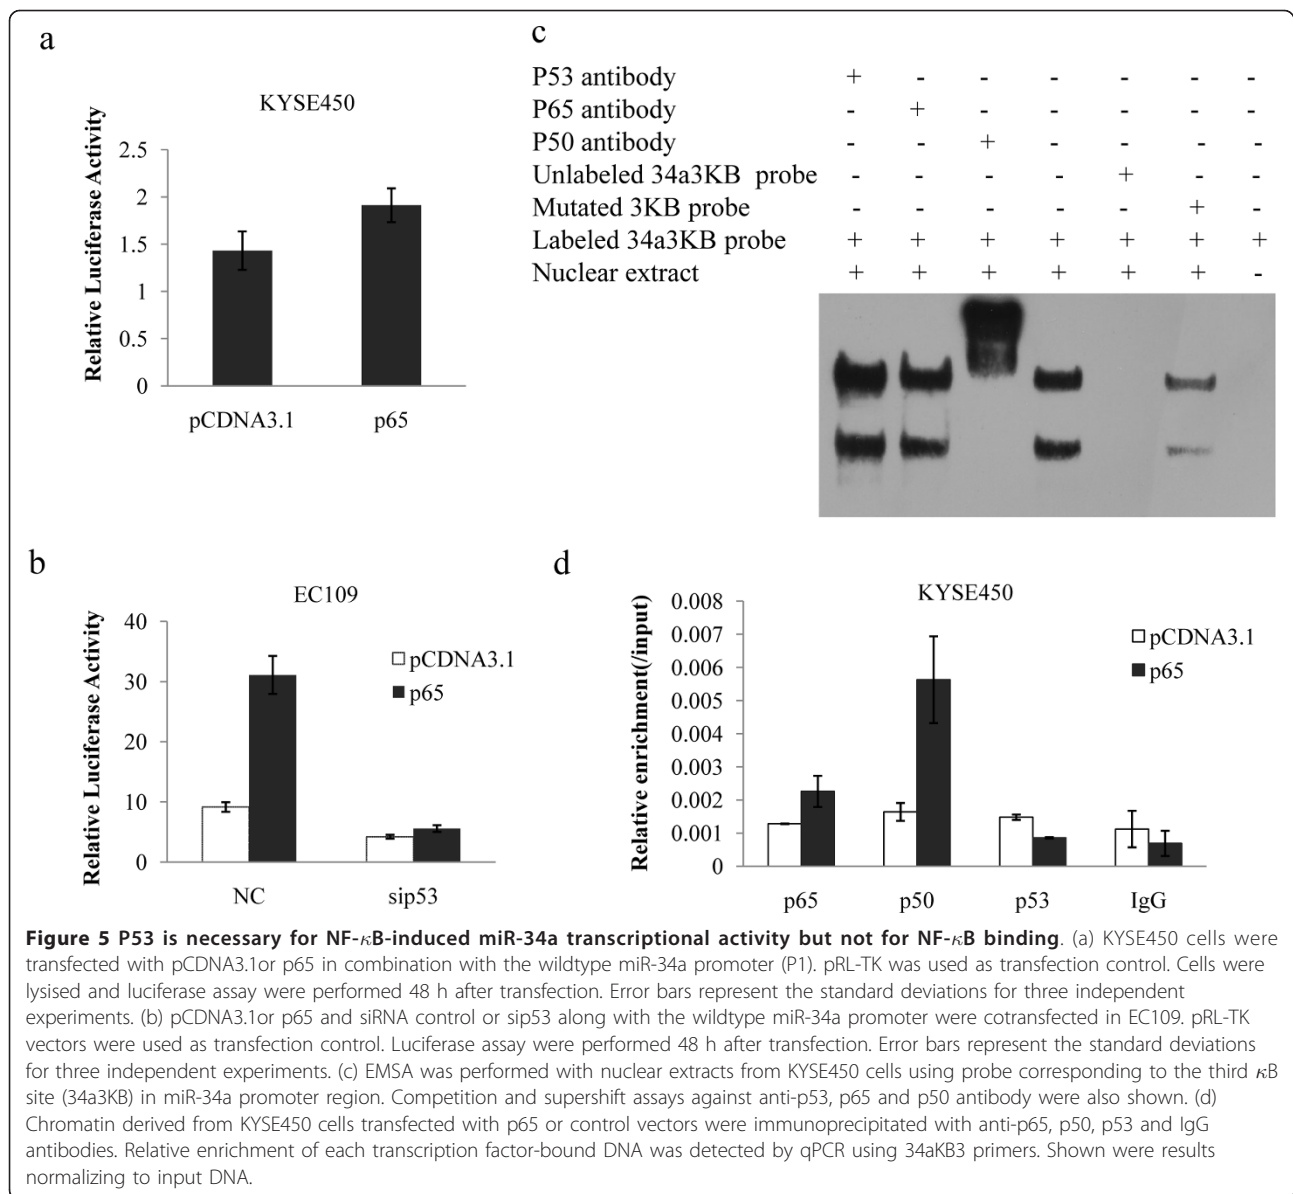 a
KYSE450
Relative Luciferase Activity
2.5
2
1.5
1
0.5
0
pCDNA3.1 p65
c
P53 antibody + - - - - - -
P65 antibody - + - - - - -
P50 antibody - - + - - - -
Unlabeled 34a3KB probe - - - - + - -
Mutated 3KB probe - - - - - + -
Labeled 34a3KB probe + + + + + + +
Nuclear extract + + + + + + -
b
EC109
Relative Luciferase Activity
40
30
20
10
0
pCDNA3.1
p65
NC sip53
d
KYSE450
Relative enrichment(/input)
0.008
0.007
0.006
0.005
0.004
0.003
0.002
0.001
0
pCDNA3.1
p65
p65 p50 p53 IgG
Figure 5 P53 is necessary for NF-κB-induced miR-34a transcriptional activity but not for NF-κB binding. (a) KYSE450 cells were
transfected with pCDNA3.1or p65 in combination with the wildtype miR-34a promoter (P1). pRL-TK was used as transfection control. Cells were
lysised and luciferase assay were performed 48 h after transfection. Error bars represent the standard deviations for three independent
experiments. (b) pCDNA3.1or p65 and siRNA control or sip53 along with the wildtype miR-34a promoter were cotransfected in EC109. pRL-TK
vectors were used as transfection control. Luciferase assay were performed 48 h after transfection. Error bars represent the standard deviations
for three independent experiments. (c) EMSA was performed with nuclear extracts from KYSE450 cells using probe corresponding to the third κB
site (34a3KB) in miR-34a promoter region. Competition and supershift assays against anti-p53, p65 and p50 antibody were also shown. (d)
Chromatin derived from KYSE450 cells transfected with p65 or control vectors were immunoprecipitated with anti-p65, p50, p53 and IgG
antibodies. Relative enrichment of each transcription factor-bound DNA was detected by qPCR using 34aKB3 primers. Shown were results
normalizing to input DNA.